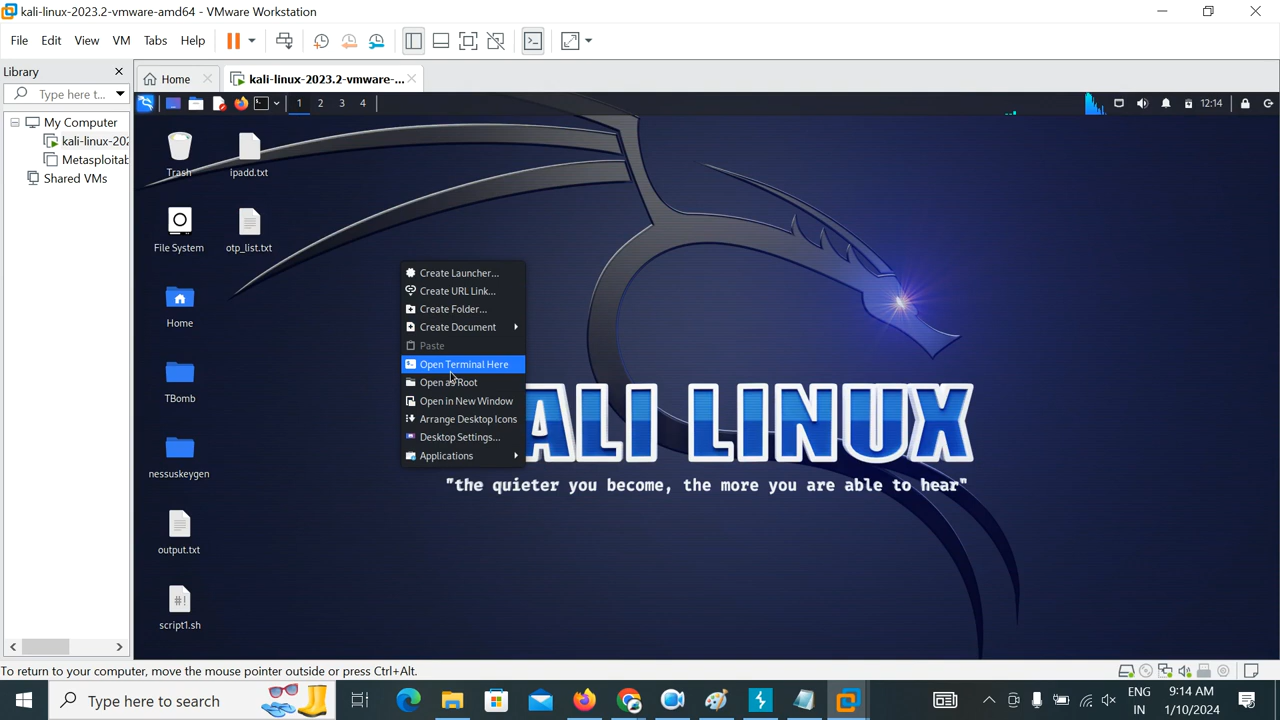 kali-linux-2023.2-vmware-amd64 - VMware Workstation
File Edit View VM Tabs Help
Library
Type here t...
Home
kali-linux-2023.2-vmware-...
My Computer
kali-linux-202
Metasploitab
Shared VMs
1 2 3 4
12:14
Trash
ipadd.txt
File System
otp_list.txt
Home
TBomb
nessuskeygen
output.txt
script1.sh
Create Launcher...
Create URL Link...
Create Folder...
Create Document
Paste
Open Terminal Here
Open as Root
Open in New Window
Arrange Desktop Icons
Desktop Settings...
Applications
ALI LINUX
"the quieter you become, the more you are able to hear"
To return to your computer, move the mouse pointer outside or press Ctrl+Alt.
Type here to search
ENG
IN
9:14 AM
1/10/2024